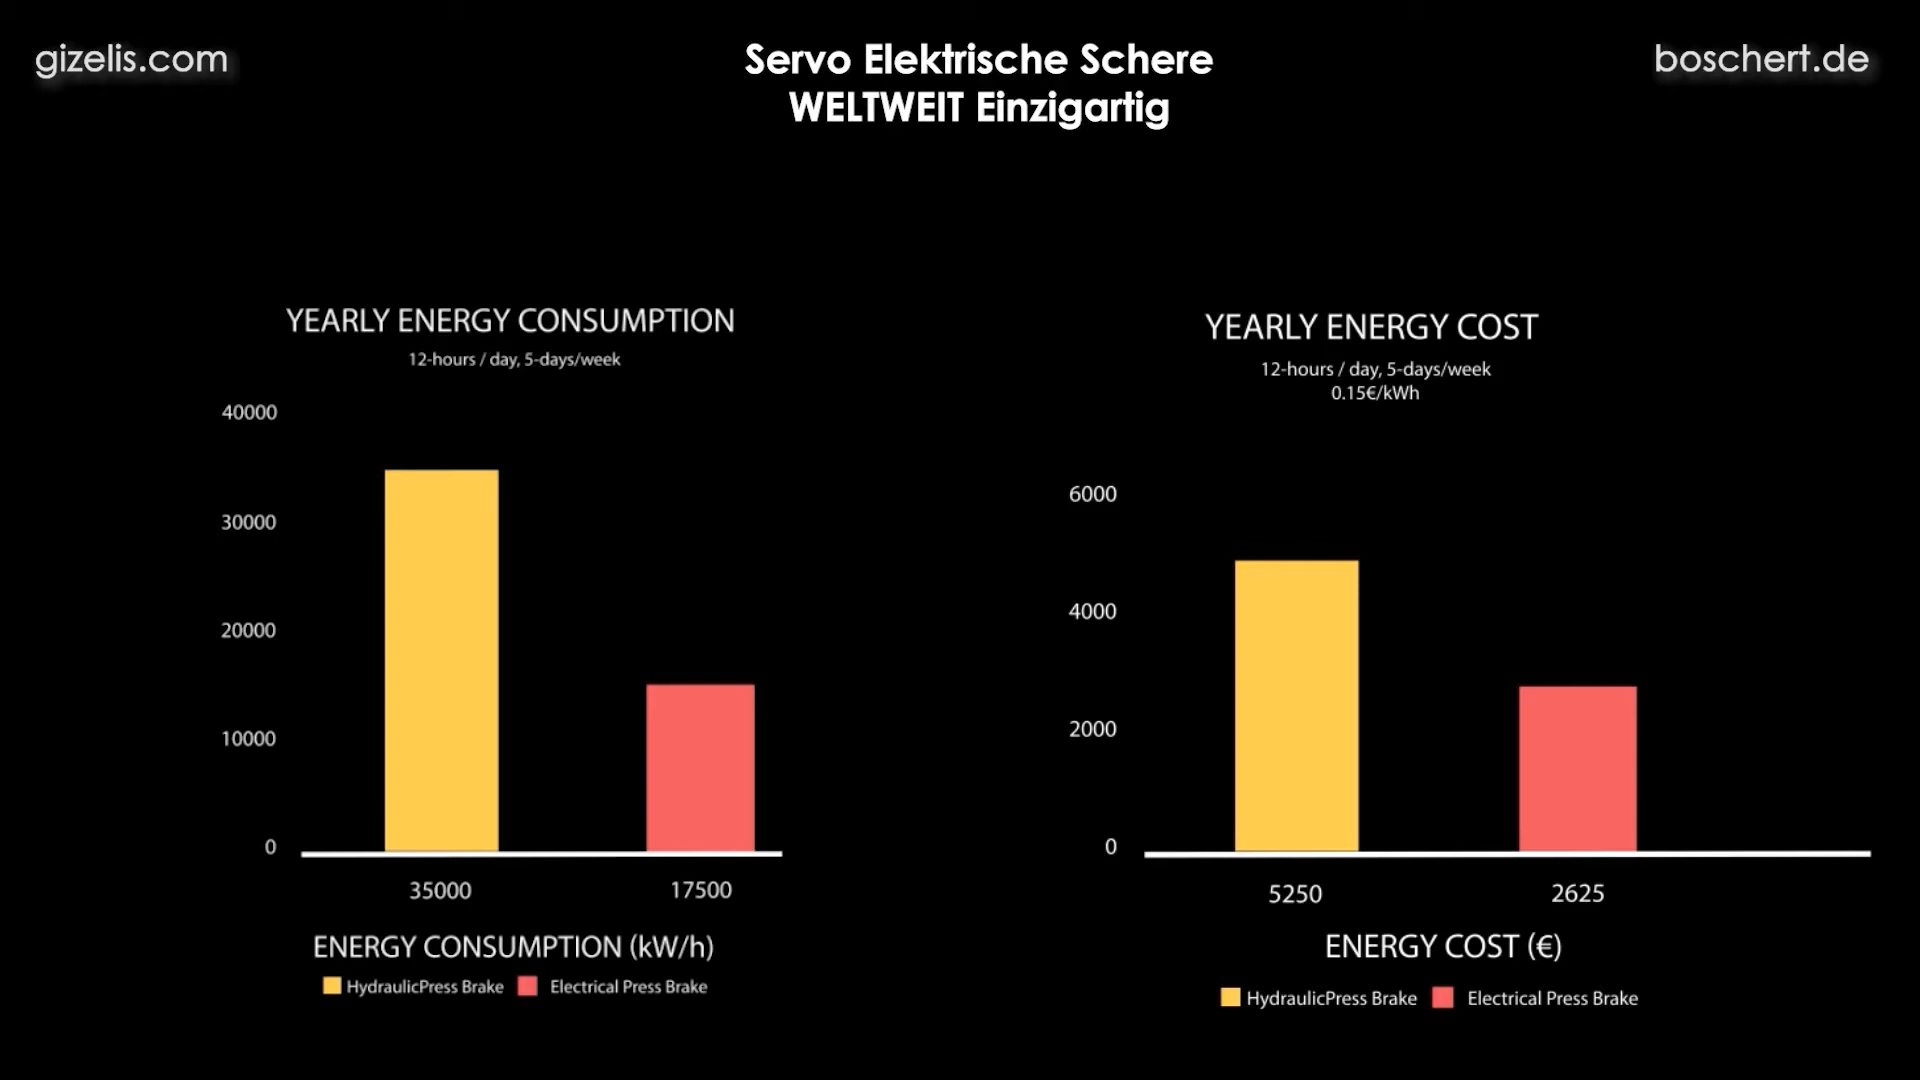 gizelis.com
Servo Elektrische Schere
WELTWEIT Einzigartig
boschert.de
YEARLY ENERGY CONSUMPTION
12-hours / day, 5-days/week
40000
30000
20000
10000
0
35000 17500
ENERGY CONSUMPTION (kW/h)
HydraulicPress Brake Electrical Press Brake
YEARLY ENERGY COST
12-hours / day, 5-days/week
0.15€/kWh
6000
4000
2000
0
5250 2625
ENERGY COST (€)
HydraulicPress Brake Electrical Press Brake